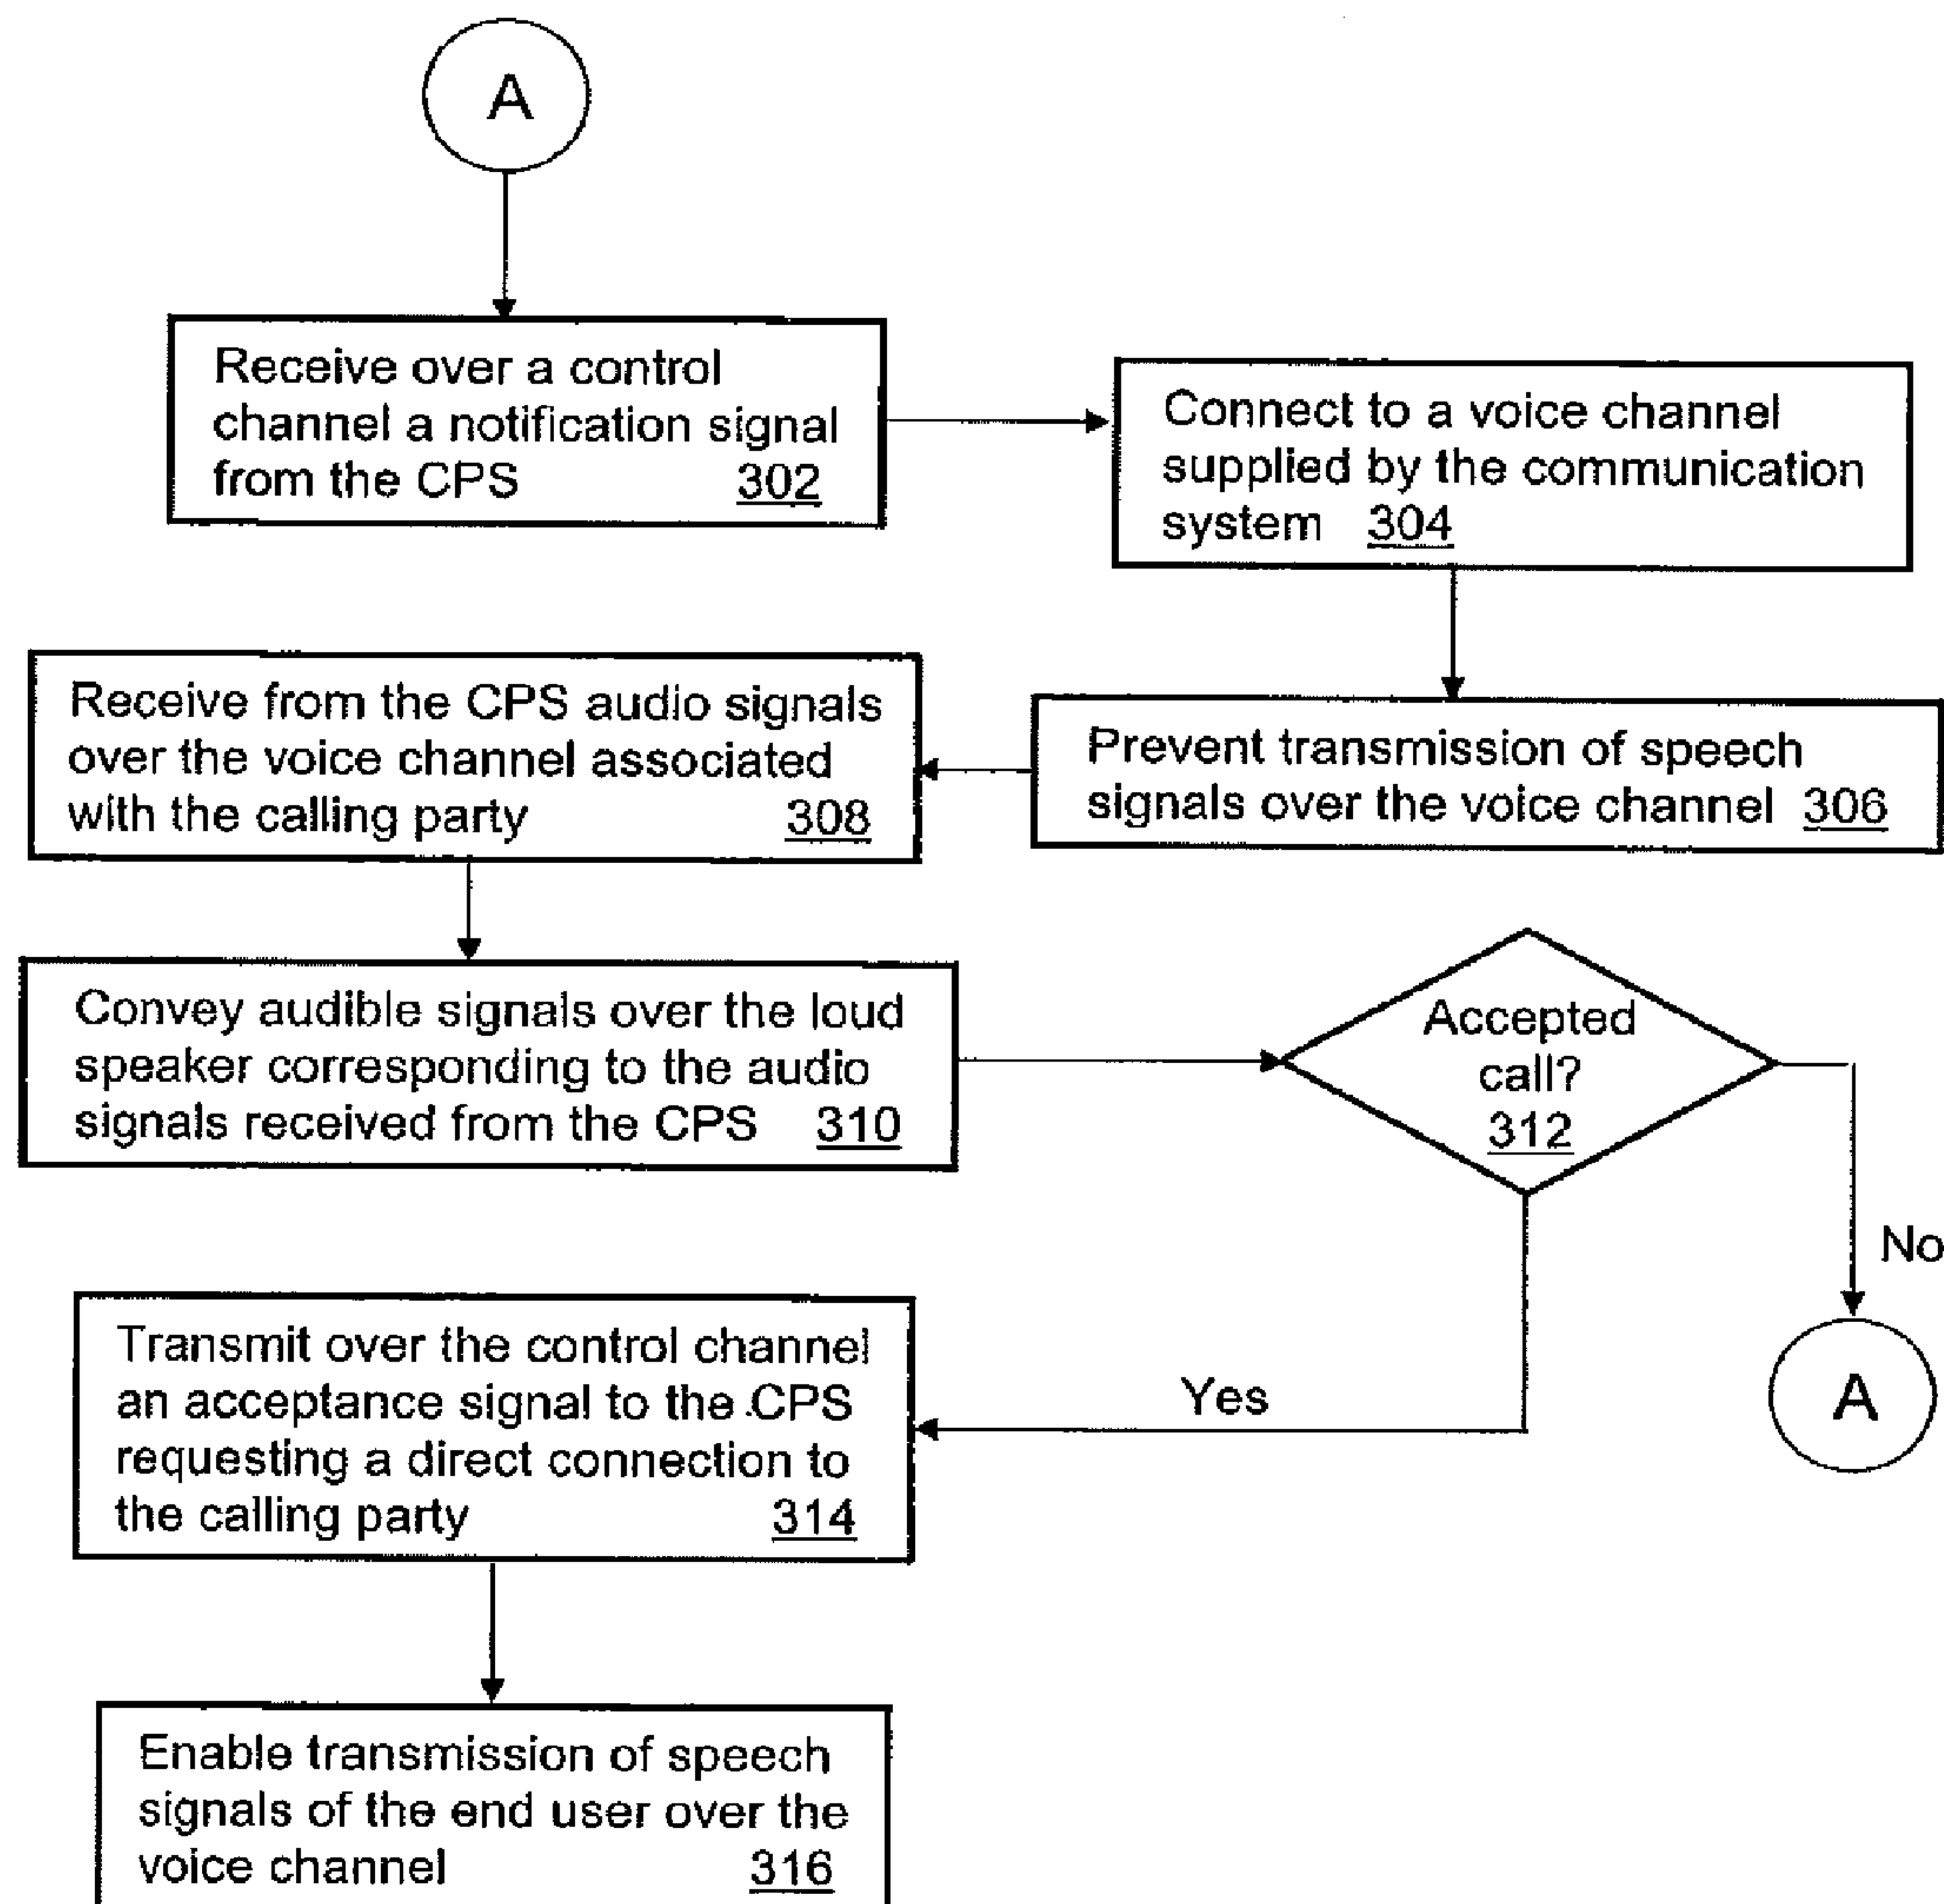 A
Receive over a control
channel a notification signal
from the CPS 302
Connect to a voice channel
supplied by the communication
system 304
Prevent transmission of speech
signals over the voice channel 306
Receive from the CPS audio signals
over the voice channel associated
with the calling party 308
Convey audible signals over the loud
speaker corresponding to the audio
signals received from the CPS 310
Accepted
call?
312
No
A
Yes
Transmit over the control channel
an acceptance signal to the CPS
requesting a direct connection to
the calling party 314
Enable transmission of speech
signals of the end user over the
voice channel 316